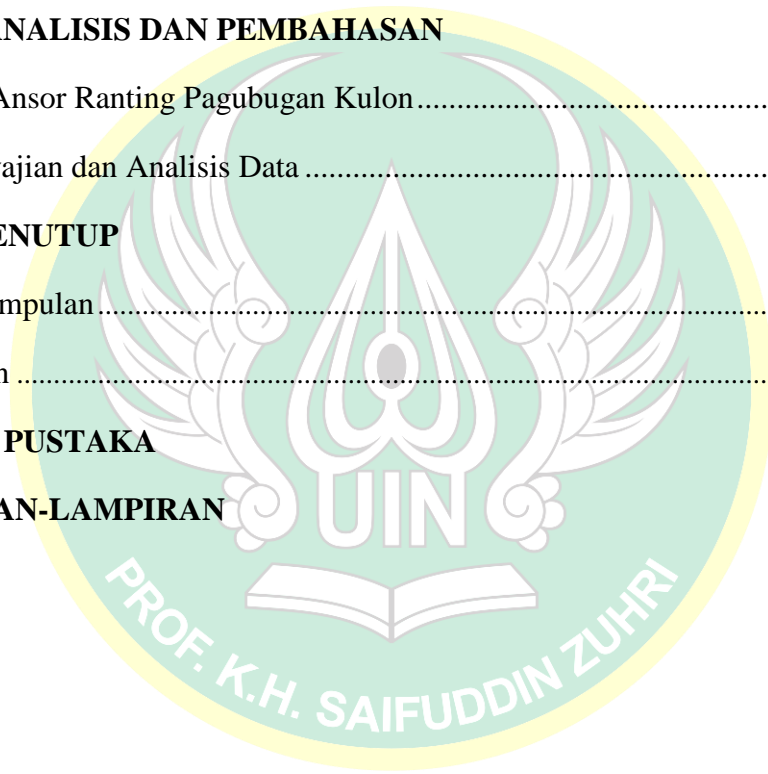 ANALISIS DAN PEMBAHASAN
Ansor Ranting Pagubugan Kulon..........................................
ajian dan Analisis Data ..........................................................
ENUTUP
mpulan..........................................................................................
n ......................................................................................................
PUSTAKA
AN-LAMPIRAN
UIN
PROF. K.H. SAIFUDDIN ZUHRI